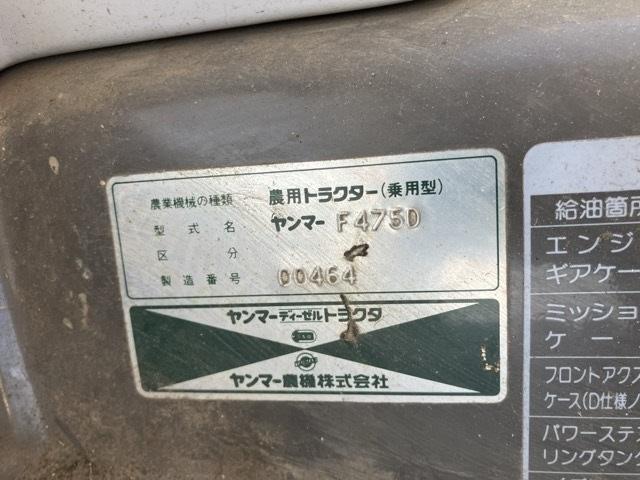 農業機械の種類 農用トラクター(乗用型)
型式名 ヤンマー F475D
区分
製造番号 00464
ヤンマーディーゼルトラクタ
ヤンマー農機株式会社
給油箇所
エンジ
ギアケー
ミッショ
ケー
フロントアクス
ケース(D仕様ノ
パワーステ
リングタンク